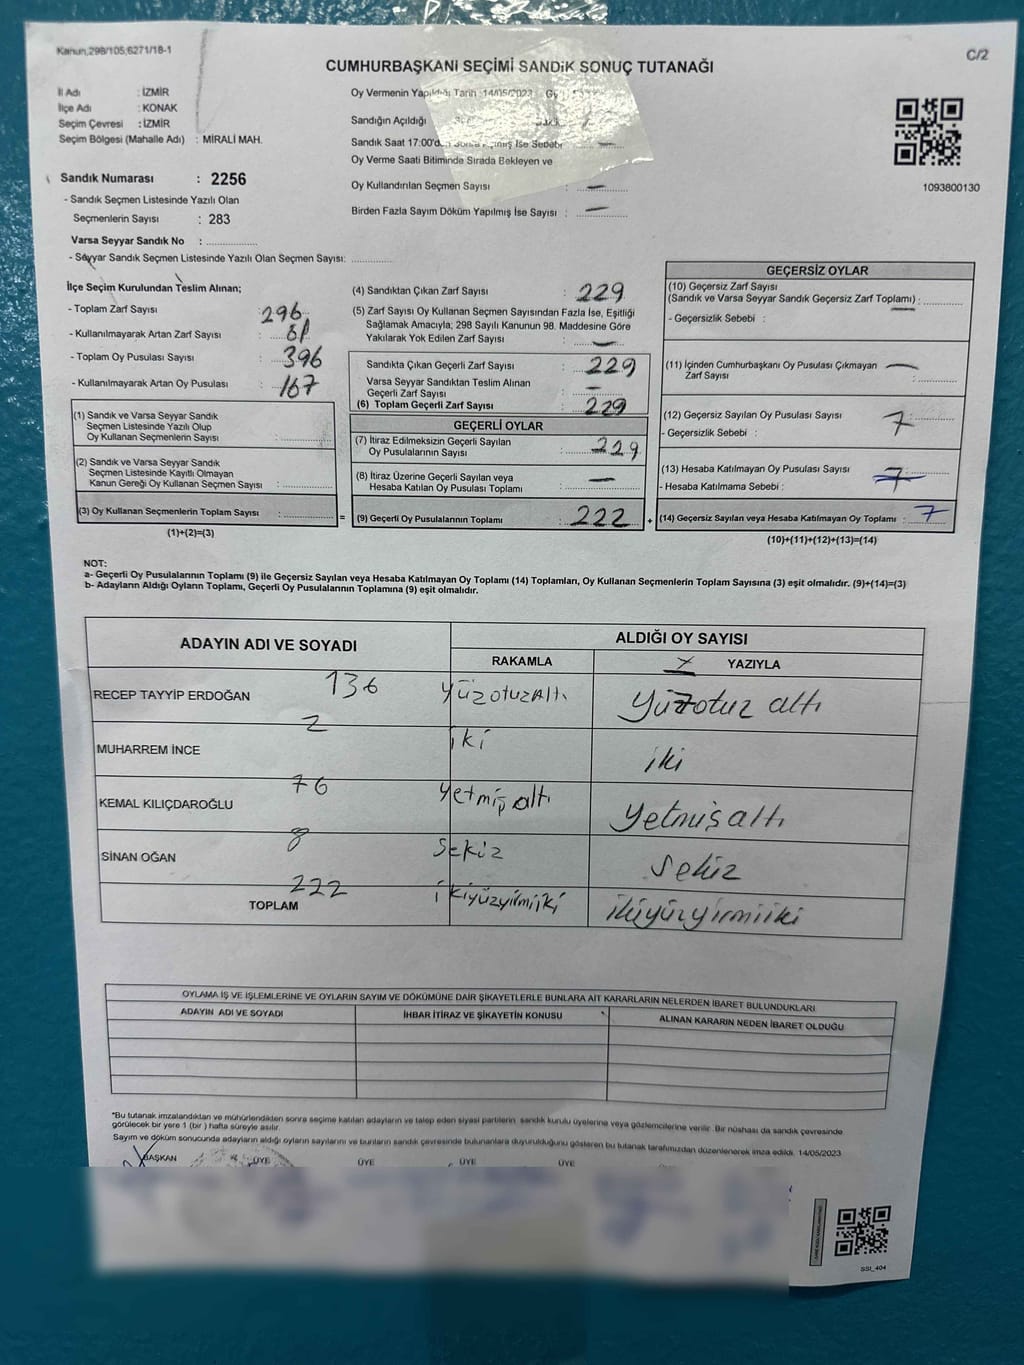 Kanun,298/105;6271/18-1
C/2
CUMHURBAŞKANI SEÇİMİ SANDIK SONUÇ TUTANAĞI
İl Adı : İZMİR
İlçe Adı : KONAK
Seçim Çevresi : İZMİR
Seçim Bölgesi (Mahalle Adı) : MİRALİ MAH.
Sandık Numarası : 2256
- Sandık Seçmen Listesinde Yazılı Olan
Seçmenlerin Sayısı : 283
Varsa Seyyar Sandık No :
- Seyyar Sandık Seçmen Listesinde Yazılı Olan Seçmen Sayısı:
Oy Vermenin Yapıldığı Tarih :14/05/2023
Sandığın Açıldığı
Sandık Saat 17:00'den Sonra Açılmış İse Sebebi —
Oy Verme Saati Bitiminde Sırada Bekleyen ve
Oy Kullandırılan Seçmen Sayısı : —
Birden Fazla Sayım Döküm Yapılmış İse Sayısı : —
1093800130
İlçe Seçim Kurulundan Teslim Alınan;
- Toplam Zarf Sayısı : 296
- Kullanılmayarak Artan Zarf Sayısı :
- Toplam Oy Pusulası Sayısı : 396
- Kullanılmayarak Artan Oy Pusulası : 167
(1) Sandık ve Varsa Seyyar Sandık
Seçmen Listesinde Yazılı Olup
Oy Kullanan Seçmenlerin Sayısı :
(2) Sandık ve Varsa Seyyar Sandık
Seçmen Listesinde Kayıtlı Olmayan
Kanun Gereği Oy Kullanan Seçmen Sayısı :
(3) Oy Kullanan Seçmenlerin Toplam Sayısı : =
(1)+(2)=(3)
(4) Sandıktan Çıkan Zarf Sayısı : 229
(5) Zarf Sayısı Oy Kullanan Seçmen Sayısından Fazla İse, Eşitliği
Sağlamak Amacıyla; 298 Sayılı Kanunun 98. Maddesine Göre
Yakılarak Yok Edilen Zarf Sayısı : —
Sandıkta Çıkan Geçerli Zarf Sayısı : 229
Varsa Seyyar Sandıktan Teslim Alınan
Geçerli Zarf Sayısı : —
(6) Toplam Geçerli Zarf Sayısı : 229
GEÇERLİ OYLAR
(7) İtiraz Edilmeksizin Geçerli Sayılan
Oy Pusulalarının Sayısı : 229
(8) İtiraz Üzerine Geçerli Sayılan veya
Hesaba Katılan Oy Pusulası Toplamı : —
(9) Geçerli Oy Pusulalarının Toplamı : 222 +
GEÇERSİZ OYLAR
(10) Geçersiz Zarf Sayısı
(Sandık ve Varsa Seyyar Sandık Geçersiz Zarf Toplamı) : —
- Geçersizlik Sebebi :
(11) İçinden Cumhurbaşkanı Oy Pusulası Çıkmayan —
Zarf Sayısı :
(12) Geçersiz Sayılan Oy Pusulası Sayısı : 7
- Geçersizlik Sebebi :
(13) Hesaba Katılmayan Oy Pusulası Sayısı : 7
- Hesaba Katılmama Sebebi :
(14) Geçersiz Sayılan veya Hesaba Katılmayan Oy Toplamı : 7
(10)+(11)+(12)+(13)=(14)
NOT:
a- Geçerli Oy Pusulalarının Toplamı (9) ile Geçersiz Sayılan veya Hesaba Katılmayan Oy Toplamı (14) Toplamları, Oy Kullanan Seçmenlerin Toplam Sayısına (3) eşit olmalıdır. (9)+(14)=(3)
b- Adayların Aldığı Oyların Toplamı, Geçerli Oy Pusulalarının Toplamına (9) eşit olmalıdır.
ADAYIN ADI VE SOYADI
ALDIĞI OY SAYISI
RAKAMLA YAZIYLA
RECEP TAYYİP ERDOĞAN 136 yüzotuzaltı yüzotuz altı
MUHARREM İNCE 2 iki iki
KEMAL KILIÇDAROĞLU 76 yetmiş altı yetmiş altı
SİNAN OĞAN 8 sekiz sekiz
TOPLAM 222 ikiyüzyirmiiki ikiyüzyirmiiki
OYLAMA İŞ VE İŞLEMLERİNE VE OYLARIN SAYIM VE DÖKÜMÜNE DAİR ŞİKAYETLERLE BUNLARA AİT KARARLARIN NELERDEN İBARET BULUNDUKLARI
ADAYIN ADI VE SOYADI İHBAR İTİRAZ VE ŞİKAYETİN KONUSU ALINAN KARARIN NEDEN İBARET OLDUĞU
*Bu tutanak imzalandıktan ve mühürlendikten sonra seçime katılan adayların ve talep eden siyasi partilerin sandık kurulu üyelerine veya gözlemcilerine verilir. Bir nüshası da sandık çevresinde
görülecek bir yere 1 (bir) hafta süreyle asılır.
Sayım ve döküm sonucunda adayların aldığı oyların sayılarını ve bunların sandık çevresinde bulunanlara duyurulduğunu gösteren bu tutanak tarafımızdan düzenlenerek imza edildi. 14/05/2023
BAŞKAN ÜYE ÜYE ÜYE ÜYE
SSI_404